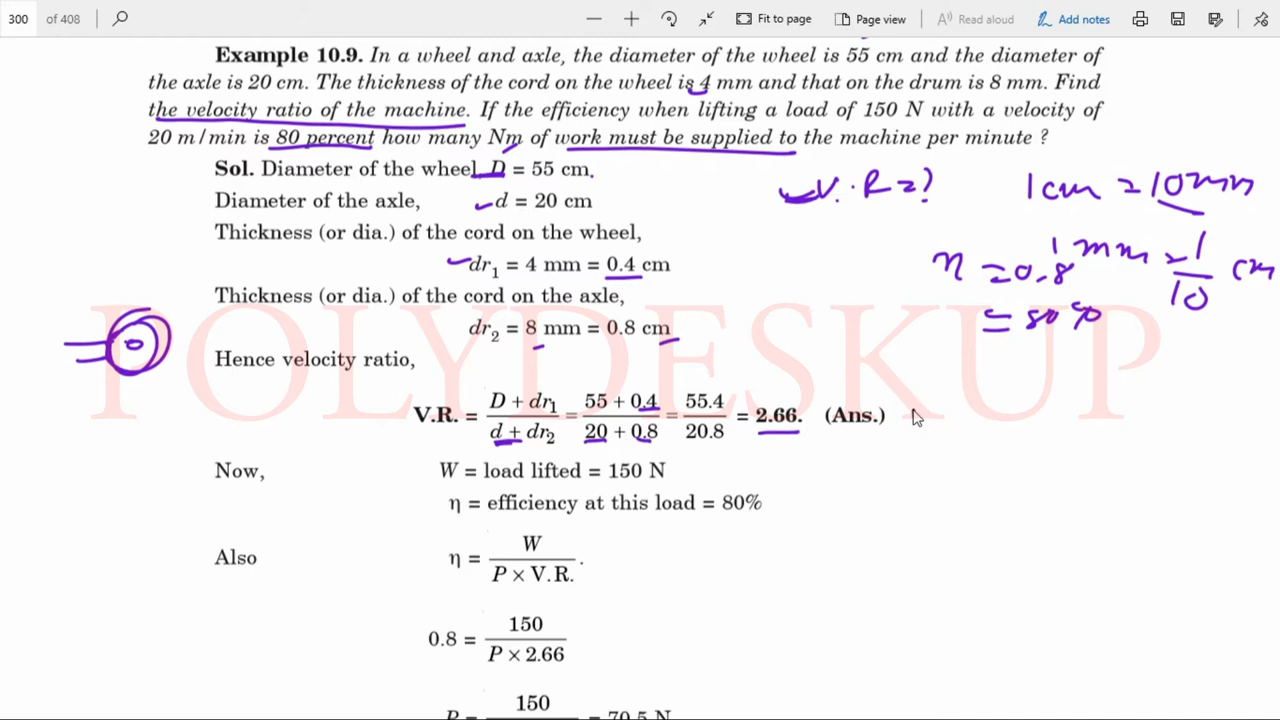 300 of 408 Fit to page Page view Read aloud Add notes
Example 10.9. In a wheel and axle, the diameter of the wheel is 55 cm and the diameter of
the axle is 20 cm. The thickness of the cord on the wheel is 4 mm and that on the drum is 8 mm. Find
the velocity ratio of the machine. If the efficiency when lifting a load of 150 N with a velocity of
20 m/min is 80 percent how many Nm of work must be supplied to the machine per minute ?
Sol. Diameter of the wheel D = 55 cm.
V.R = ? 1 cm = 10 mm
Diameter of the axle, d = 20 cm
Thickness (or dia.) of the cord on the wheel,
1 mm = 1/10 cm
η = 0.8
dr₁ = 4 mm = 0.4 cm
Thickness (or dia.) of the cord on the axle,
= 80%
dr₂ = 8 mm = 0.8 cm
Hence velocity ratio,
POLYDESKUP
V.R. = (D + dr₁)/(d + dr₂) = (55 + 0.4)/(20 + 0.8) = 55.4/20.8 = 2.66. (Ans.)
Now, W = load lifted = 150 N
η = efficiency at this load = 80%
Also η = W/(P × V.R.) .
0.8 = 150/(P × 2.66)
P = 150 = 70.5 N